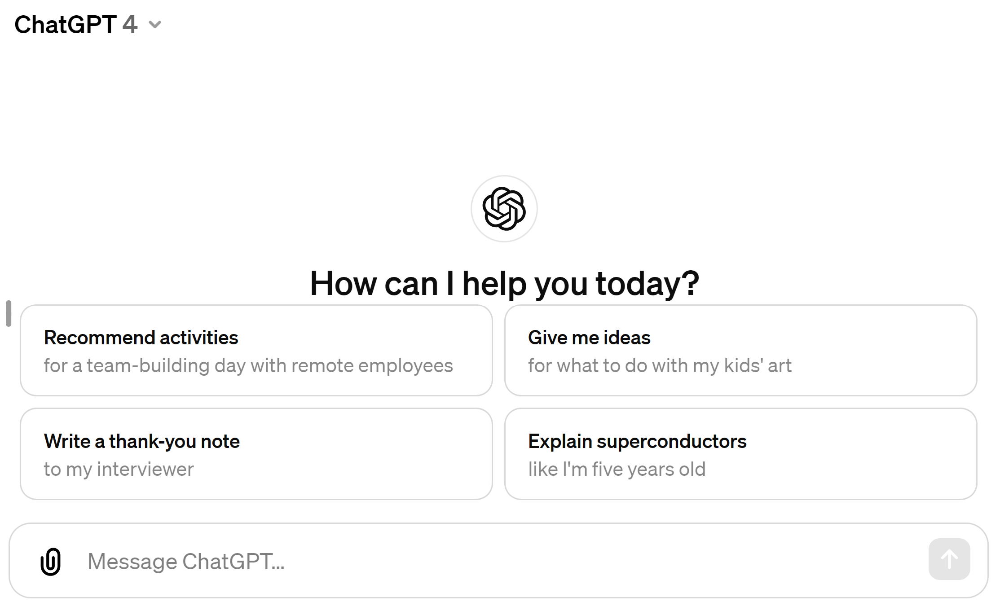 ChatGPT 4
How can I help you today?
Recommend activities
for a team-building day with remote employees
Give me ideas
for what to do with my kids' art
Write a thank-you note
to my interviewer
Explain superconductors
like I'm five years old
Message ChatGPT...